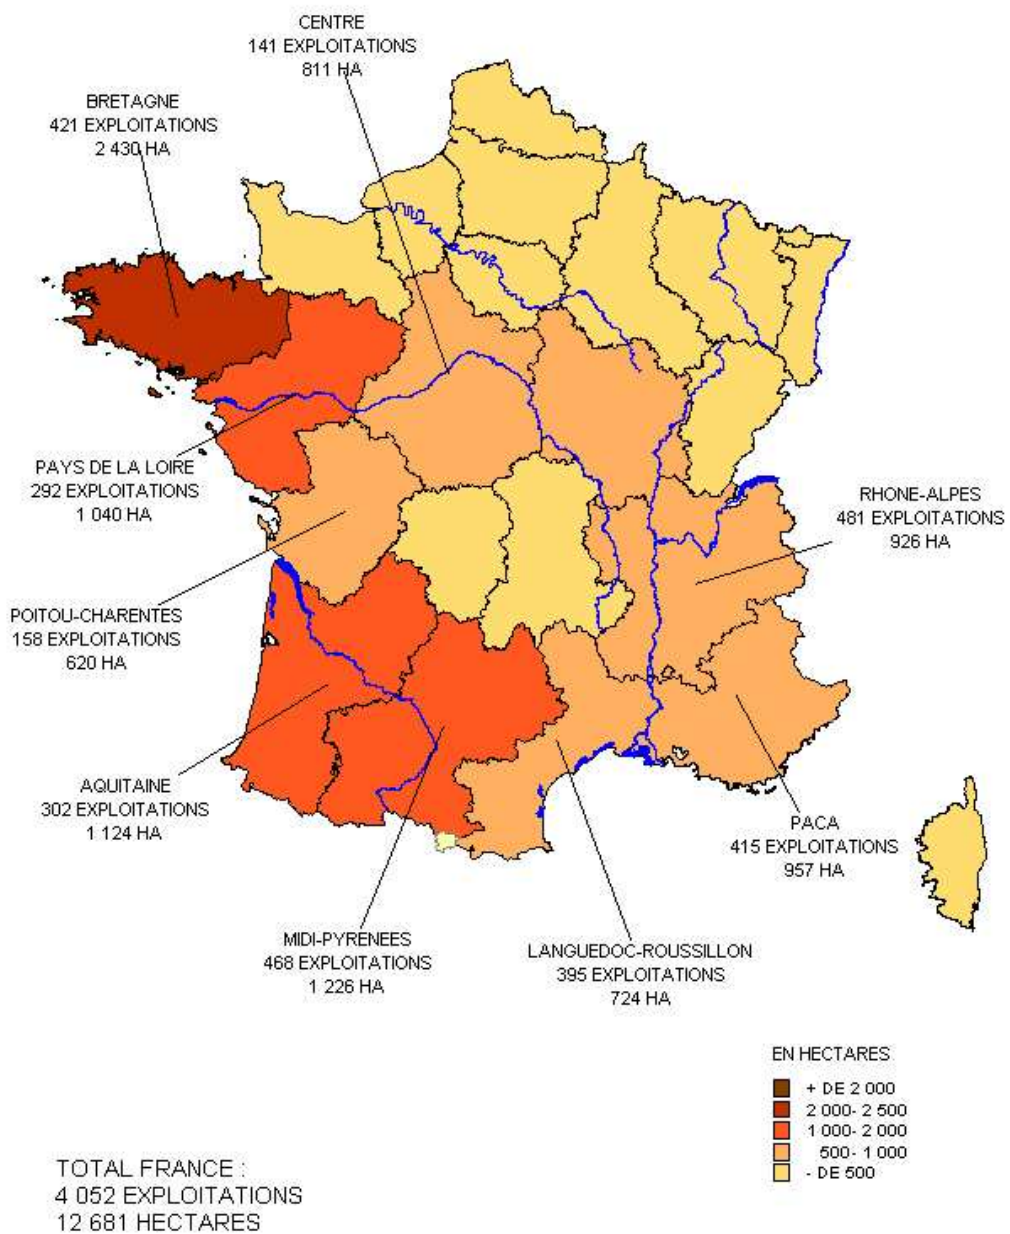 CENTRE
141 EXPLOITATIONS
811 HA
BRETAGNE
421 EXPLOITATIONS
2 430 HA
PAYS DE LA LOIRE
292 EXPLOITATIONS
1 040 HA
RHONE-ALPES
481 EXPLOITATIONS
926 HA
POITOU-CHARENTES
158 EXPLOITATIONS
620 HA
AQUITAINE
302 EXPLOITATIONS
1 124 HA
PACA
415 EXPLOITATIONS
957 HA
MIDI-PYRENEES
468 EXPLOITATIONS
1 226 HA
LANGUEDOC-ROUSSILLON
395 EXPLOITATIONS
724 HA
EN HECTARES
+ DE 2 000
2 000- 2 500
1 000- 2 000
500- 1 000
- DE 500
TOTAL FRANCE :
4 052 EXPLOITATIONS
12 681 HECTARES